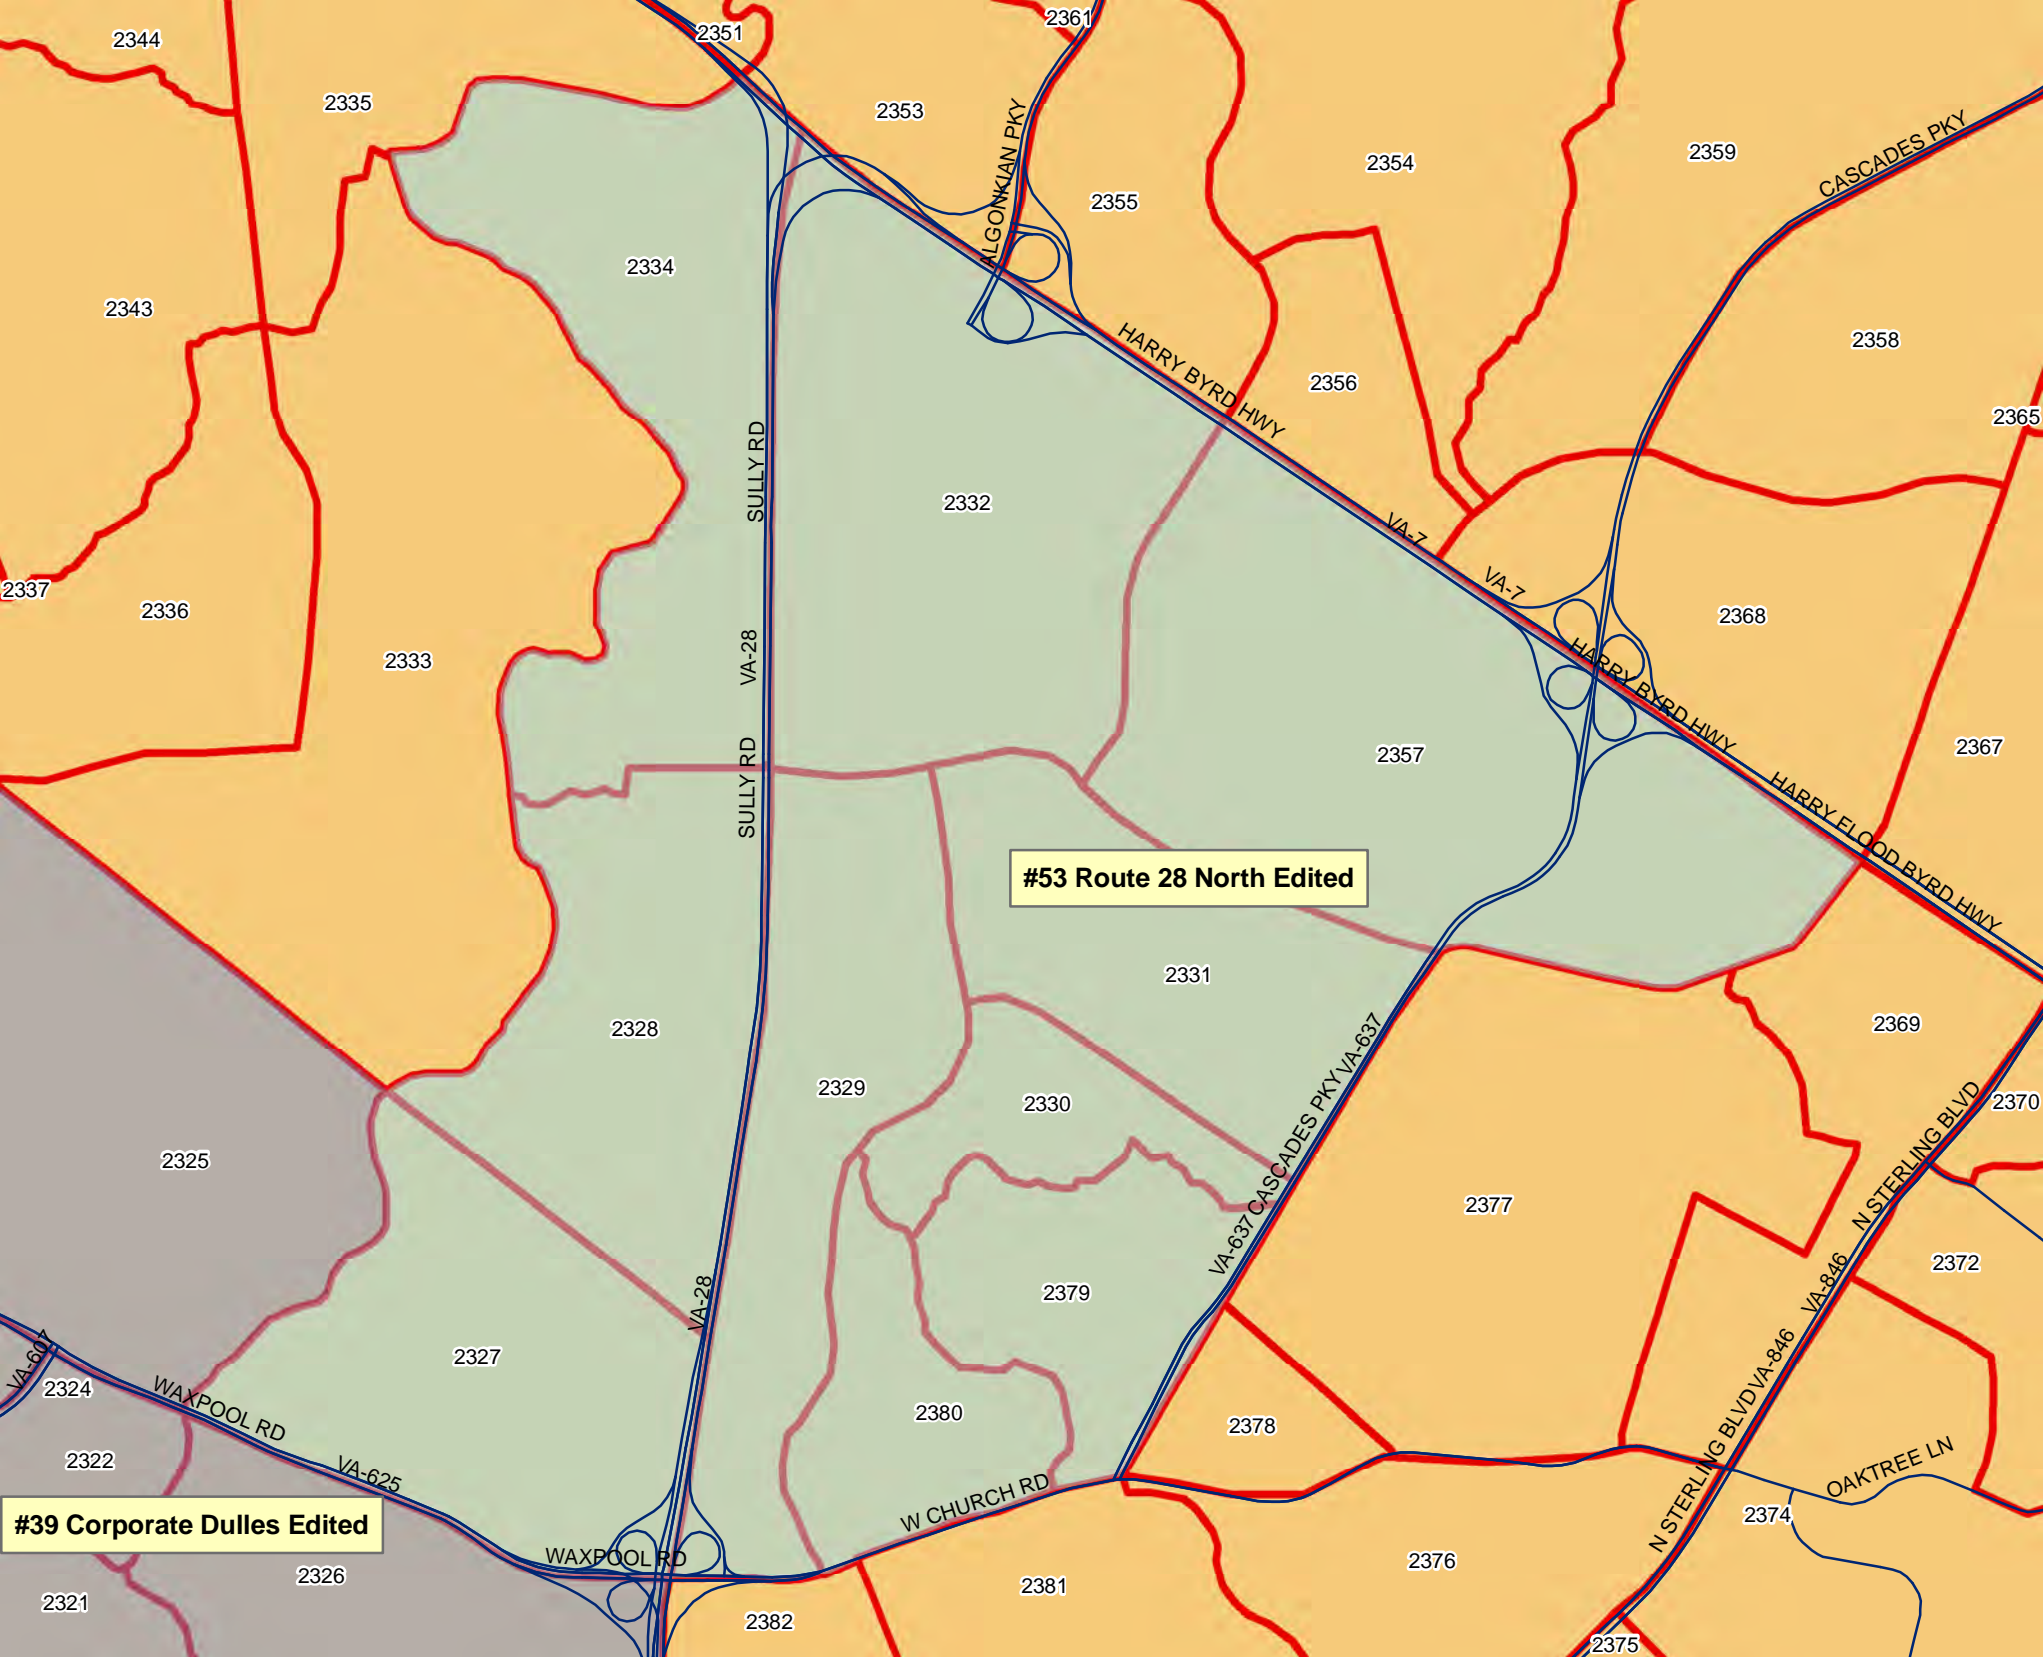 2344
2351
2361
2335
2353
ALGONKIAN PKY
2354
2359
CASCADES PKY
2355
2334
2343
HARRY BYRD HWY
2358
2356
2365
SULLY RD
2332
VA-7
VA-7
2337
2336
2368
VA-28
2333
HARRY BYRD HWY
2357
2367
SULLY RD
HARRY FLOOD BYRD HWY
#53 Route 28 North Edited
2331
2328
2369
VA-637
2329
2330
2370
CASCADES PKY
2325
N STERLING BLVD
2377
VA-637
2372
VA-846
2379
VA-28
2327
VA-607
2324
WAXPOOL RD
VA-846
2380
2378
N STERLING BLVD
2322
VA-625
OAKTREE LN
W CHURCH RD
2374
#39 Corporate Dulles Edited
WAXPOOL RD
2376
2326
2381
2321
2382
2375